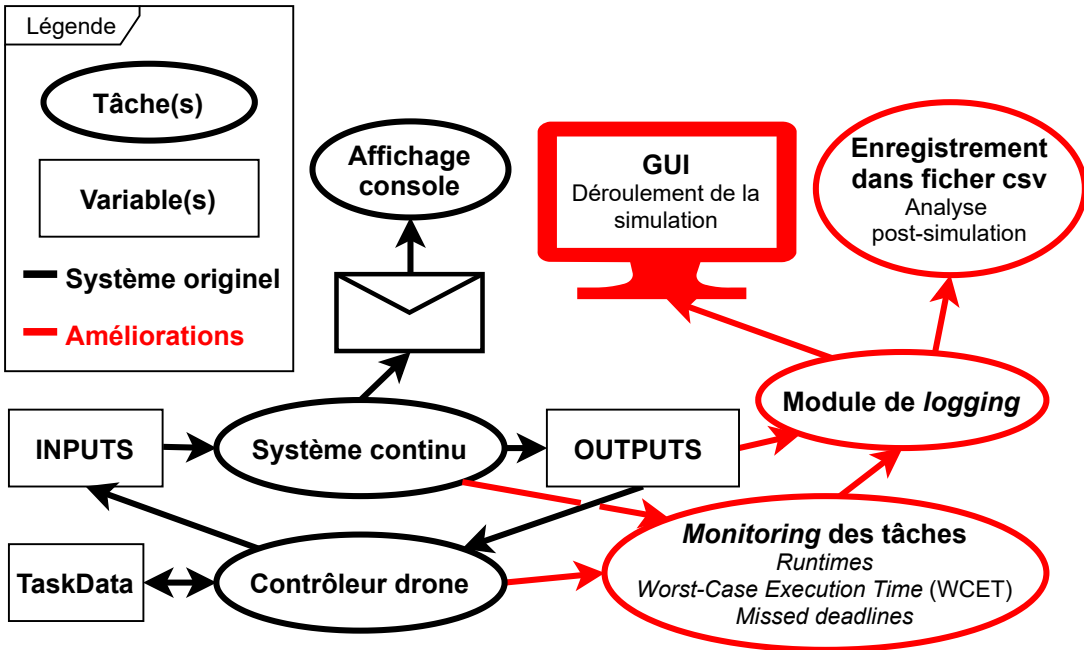 Légende
Tâche(s)
Variable(s)
Système originel
Améliorations
Affichage
console
GUI
Déroulement de la
simulation
Enregistrement
dans ficher csv
Analyse
post-simulation
Module de logging
INPUTS
Système continu
OUTPUTS
TaskData
Contrôleur drone
Monitoring des tâches
Runtimes
Worst-Case Execution Time (WCET)
Missed deadlines